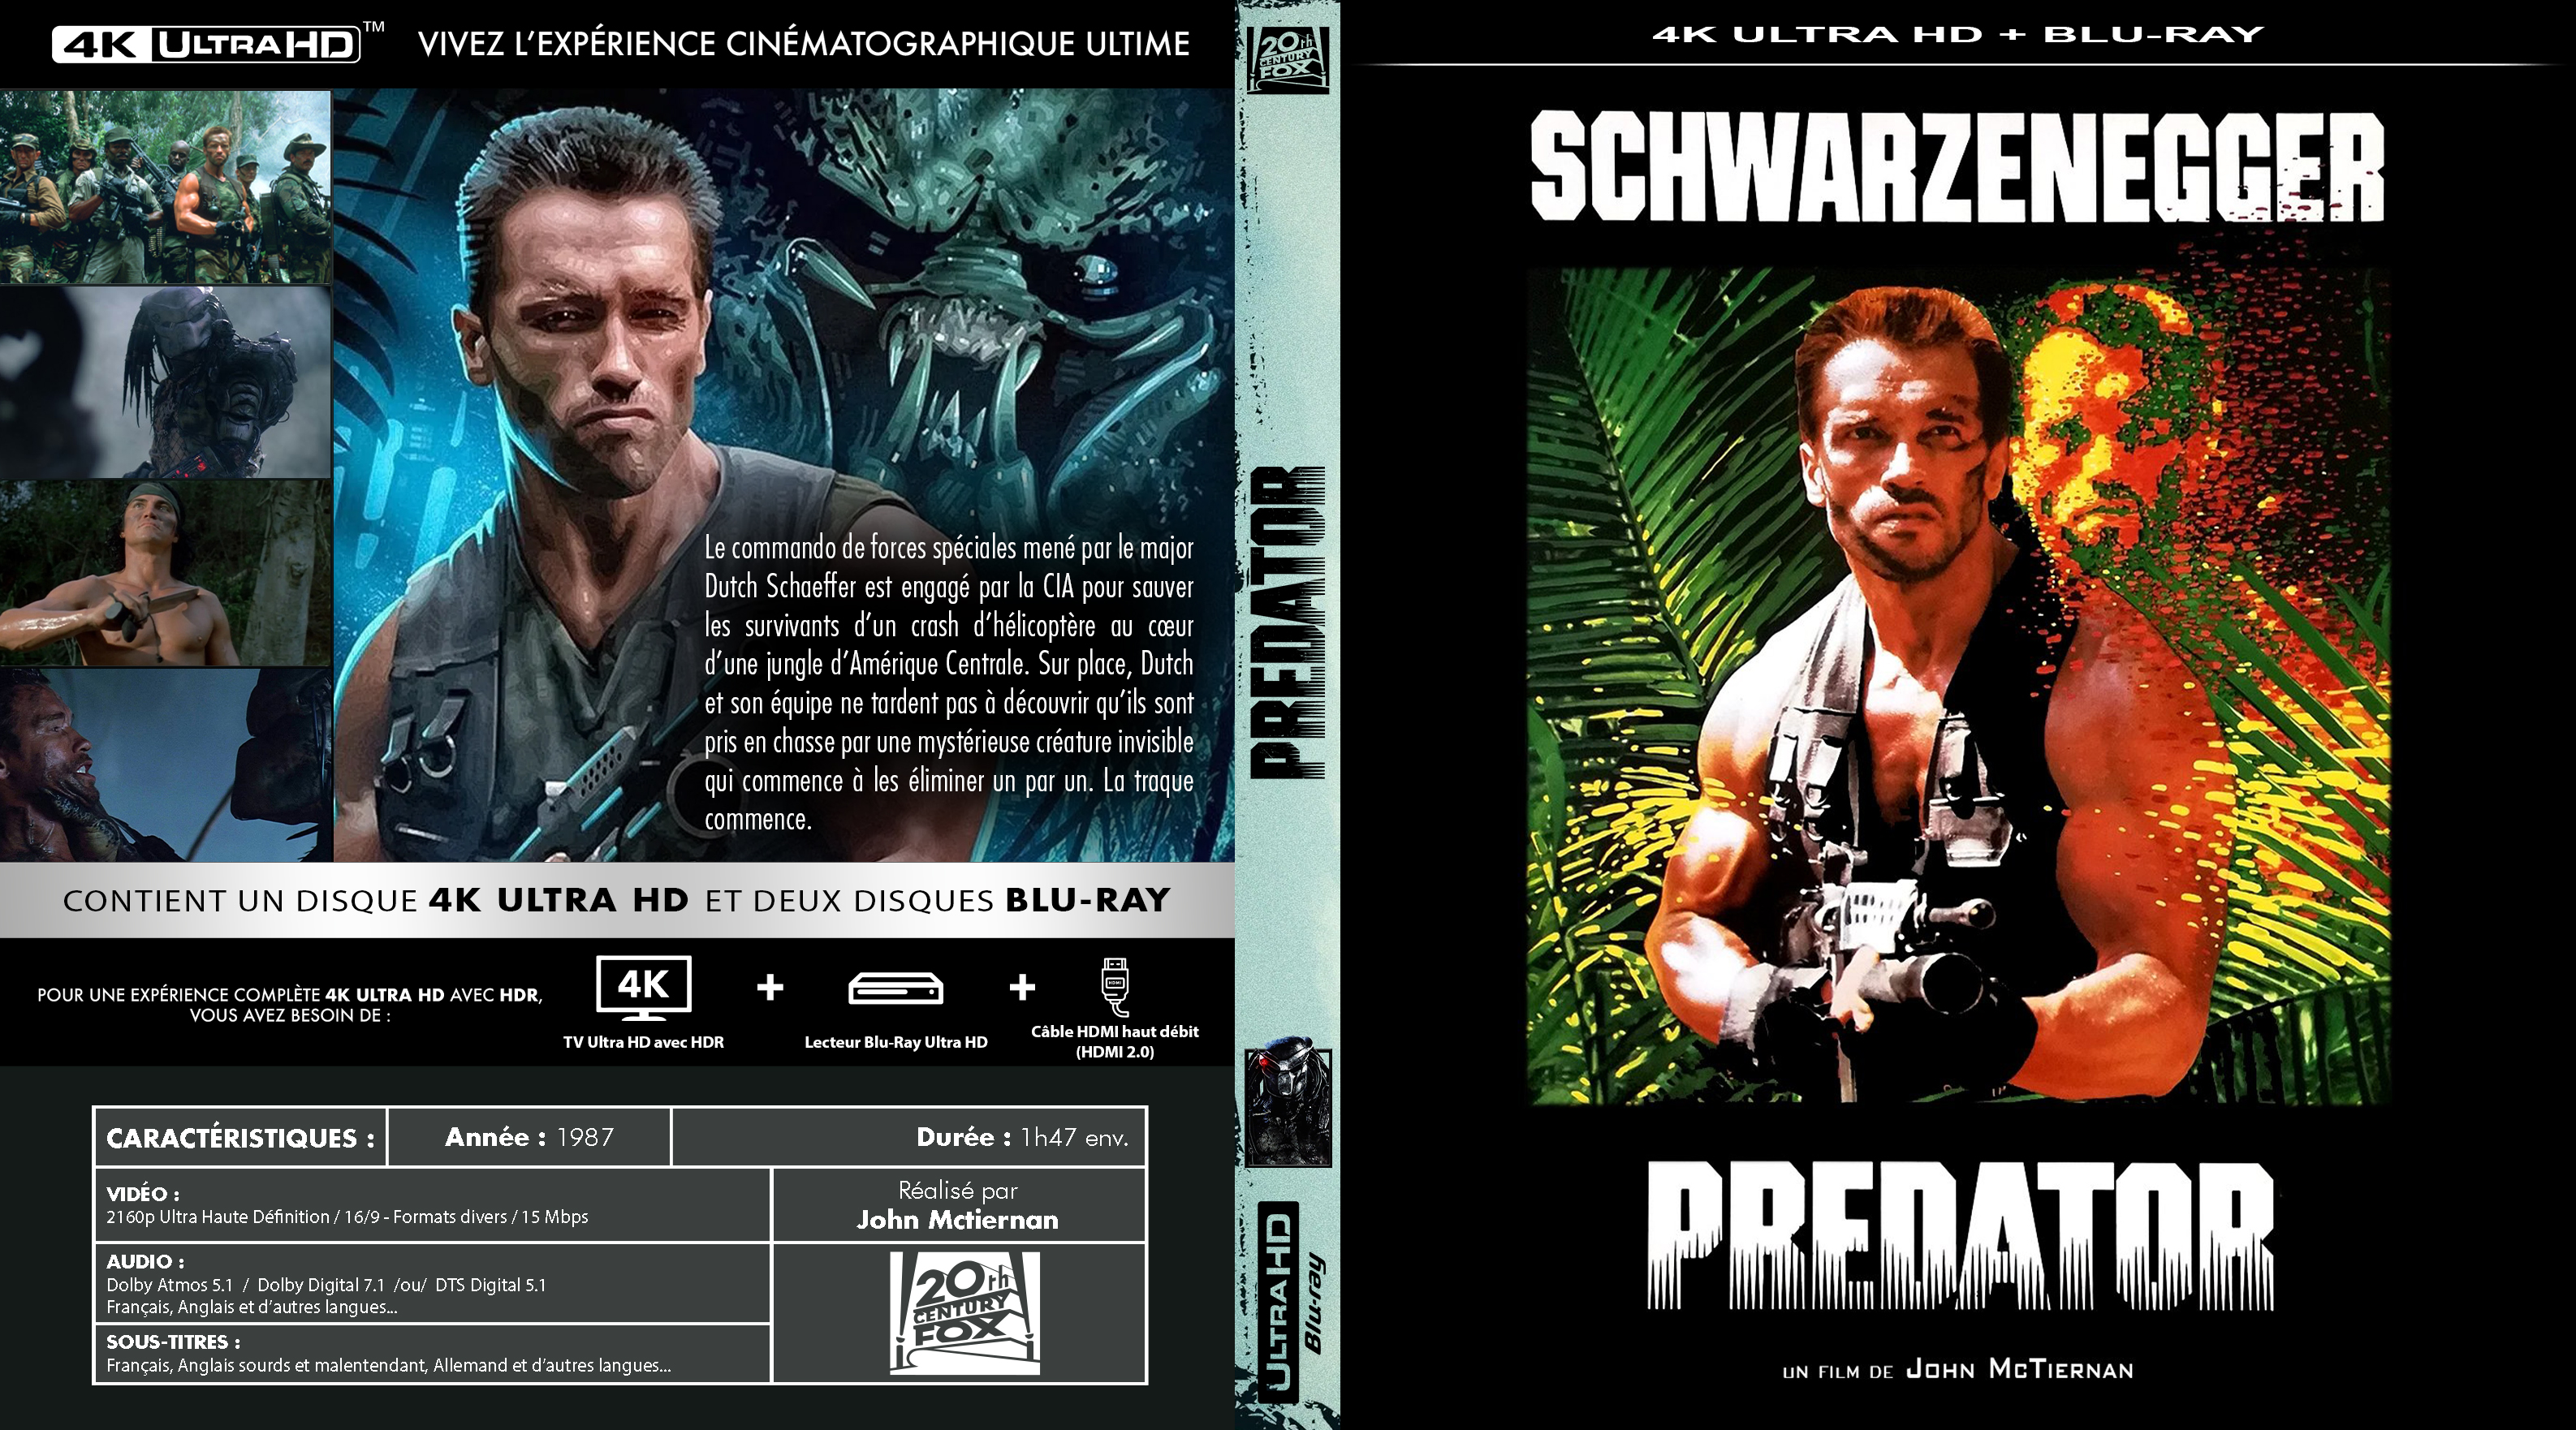 4K ULTRA HD™
VIVEZ L'EXPÉRIENCE CINÉMATOGRAPHIQUE ULTIME
Le commando de forces spéciales mené par le major
Dutch Schaeffer est engagé par la CIA pour sauver
les survivants d'un crash d'hélicoptère au cœur
d'une jungle d'Amérique Centrale. Sur place, Dutch
et son équipe ne tardent pas à découvrir qu'ils sont
pris en chasse par une mystérieuse créature invisible
qui commence à les éliminer un par un. La traque
commence.
CONTIENT UN DISQUE 4K ULTRA HD ET DEUX DISQUES BLU-RAY
POUR UNE EXPÉRIENCE COMPLÈTE 4K ULTRA HD AVEC HDR,
VOUS AVEZ BESOIN DE :
4K
TV Ultra HD avec HDR
+
Lecteur Blu-Ray Ultra HD
+
HDMI
Câble HDMI haut débit
(HDMI 2.0)
CARACTÉRISTIQUES :
Année : 1987
Durée : 1h47 env.
VIDÉO :
2160p Ultra Haute Définition / 16/9 - Formats divers / 15 Mbps
Réalisé par
John Mctiernan
AUDIO :
Dolby Atmos 5.1 / Dolby Digital 7.1 /ou/ DTS Digital 5.1
Français, Anglais et d'autres langues...
SOUS-TITRES :
Français, Anglais sourds et malentendant, Allemand et d'autres langues...
20th
CENTURY
FOX
20th
CENTURY
FOX
PREDATOR
ULTRA HD
Blu-ray
4K ULTRA HD + BLU-RAY
SCHWARZENEGGER
PREDATOR
UN FILM DE JOHN MCTIERNAN